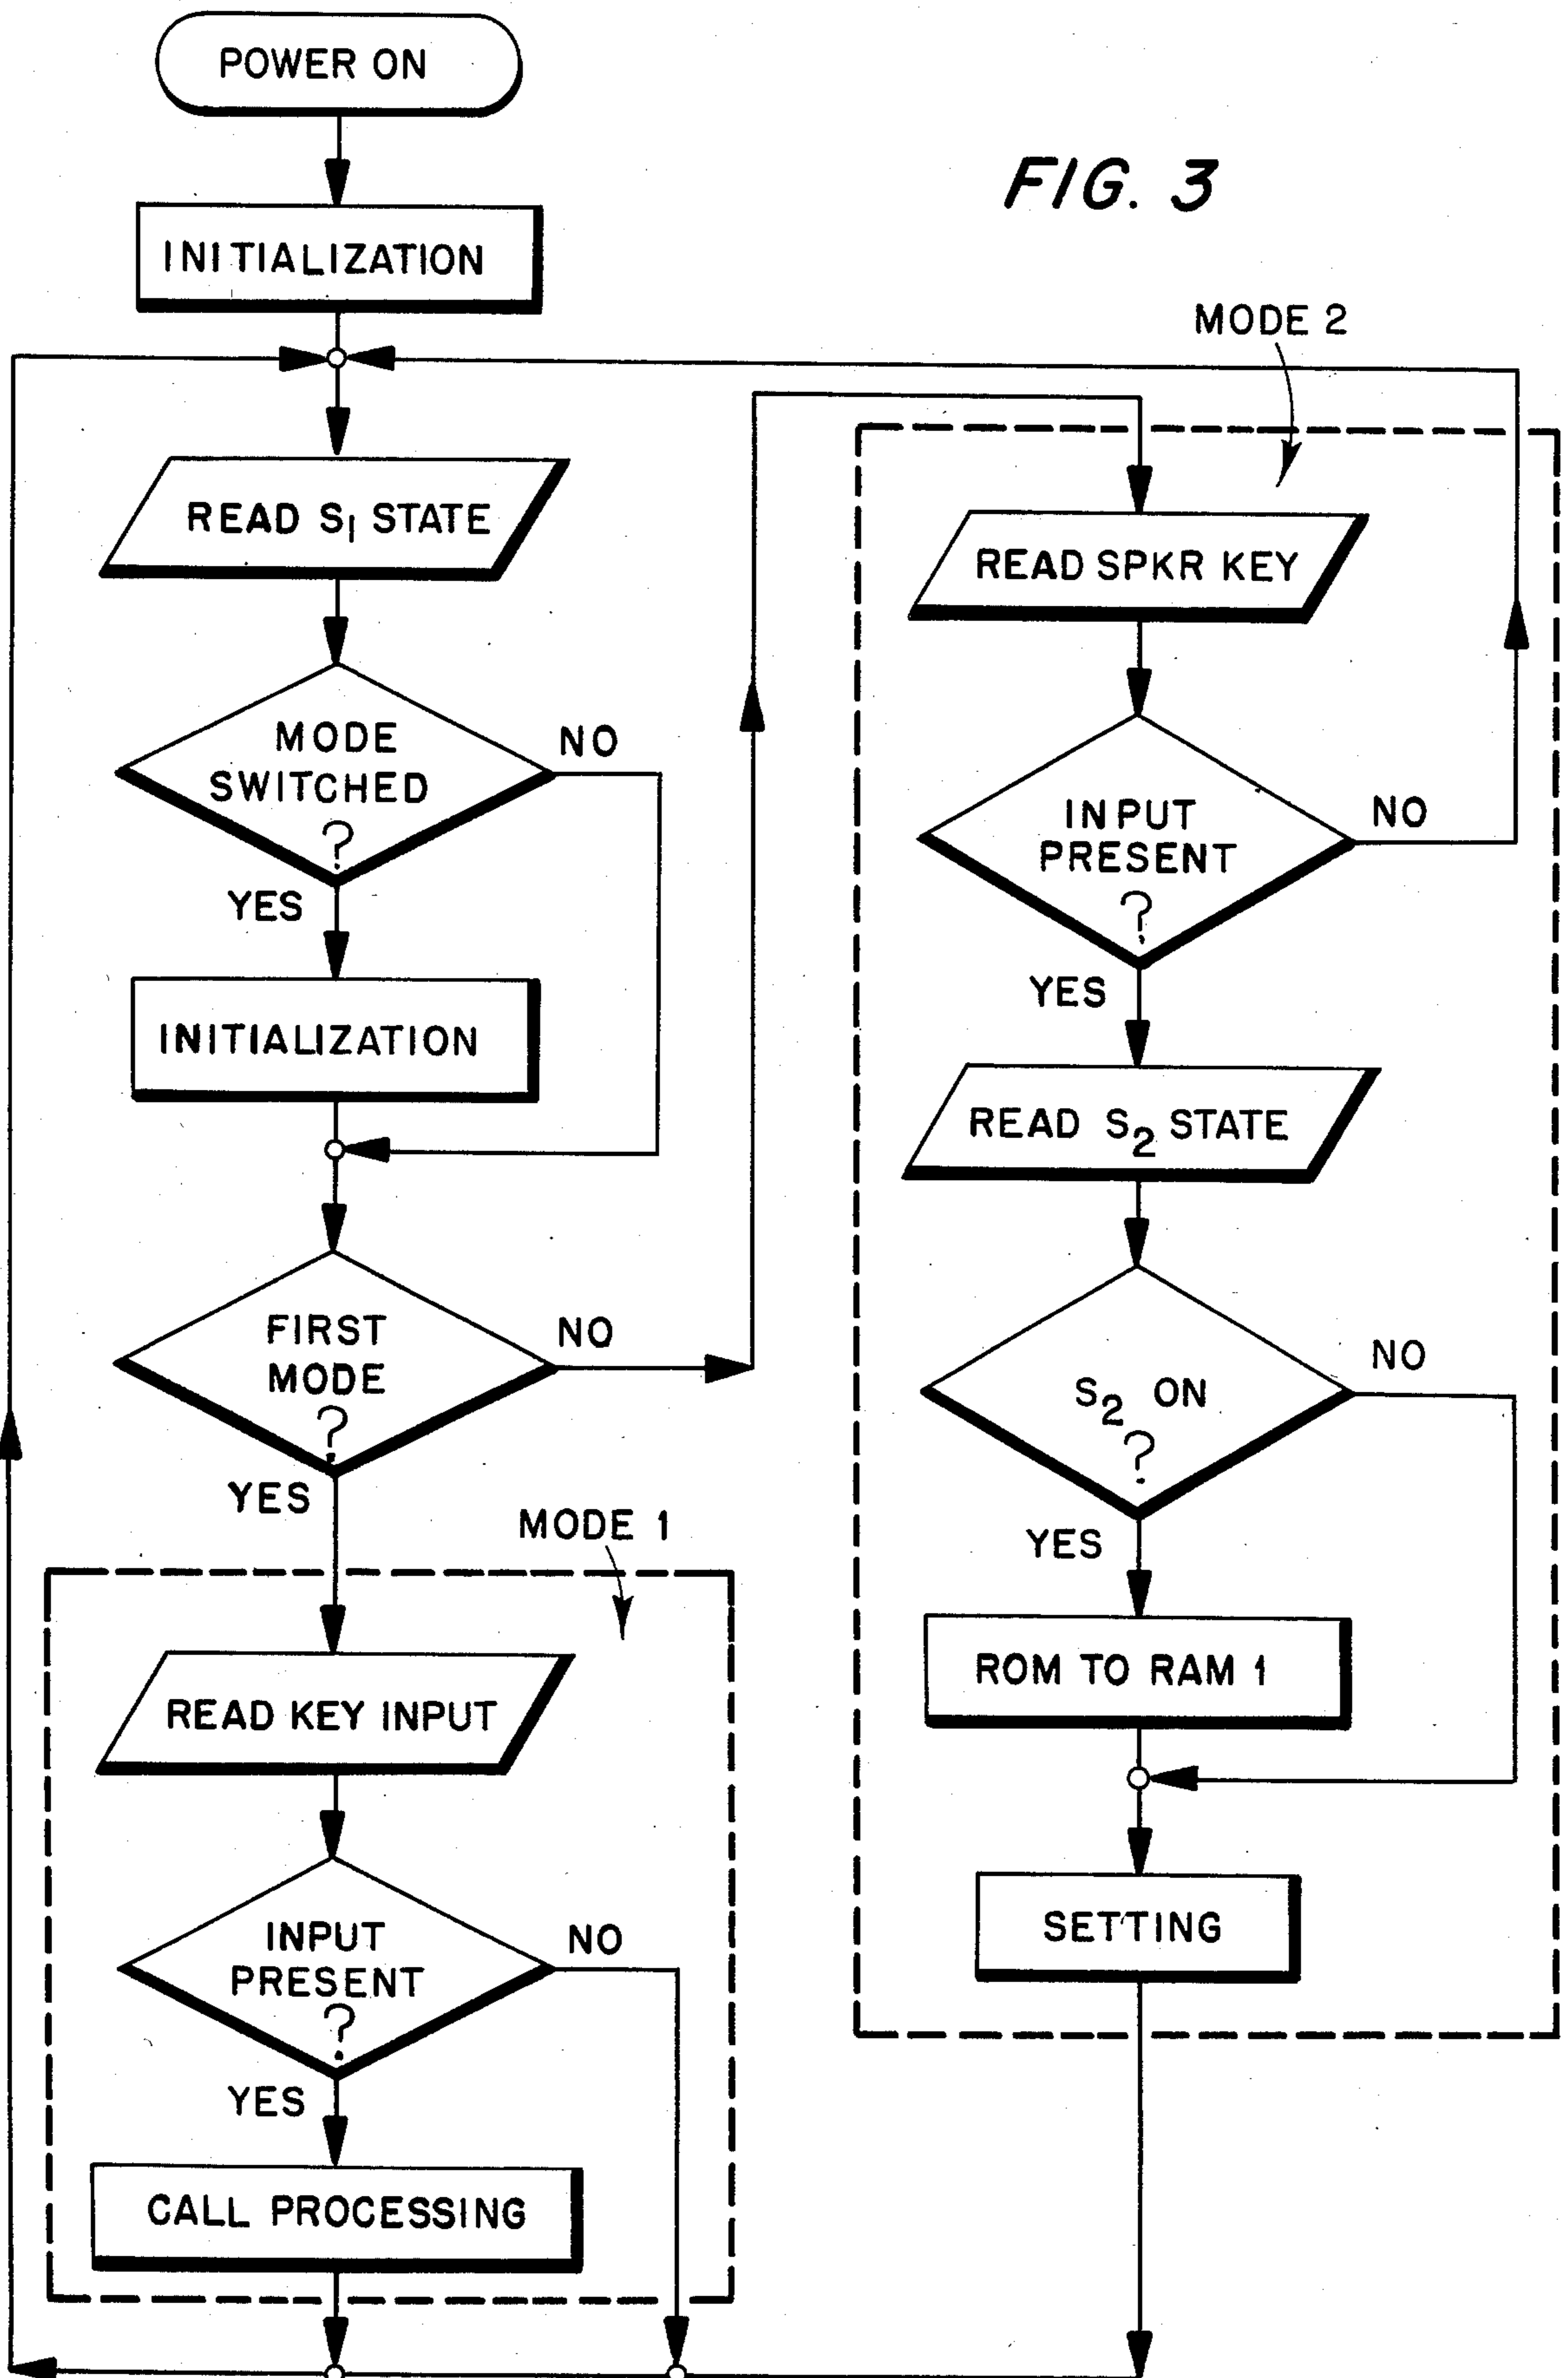 POWER ON
FIG. 3
INITIALIZATION
MODE 2
READ S1 STATE
READ SPKR KEY
MODE
SWITCHED
?
NO
YES
INPUT
PRESENT
?
NO
YES
INITIALIZATION
READ S2 STATE
FIRST
MODE
?
NO
YES
S2 ON
?
NO
YES
MODE 1
READ KEY INPUT
ROM TO RAM 1
INPUT
PRESENT
?
NO
YES
SETTING
CALL PROCESSING